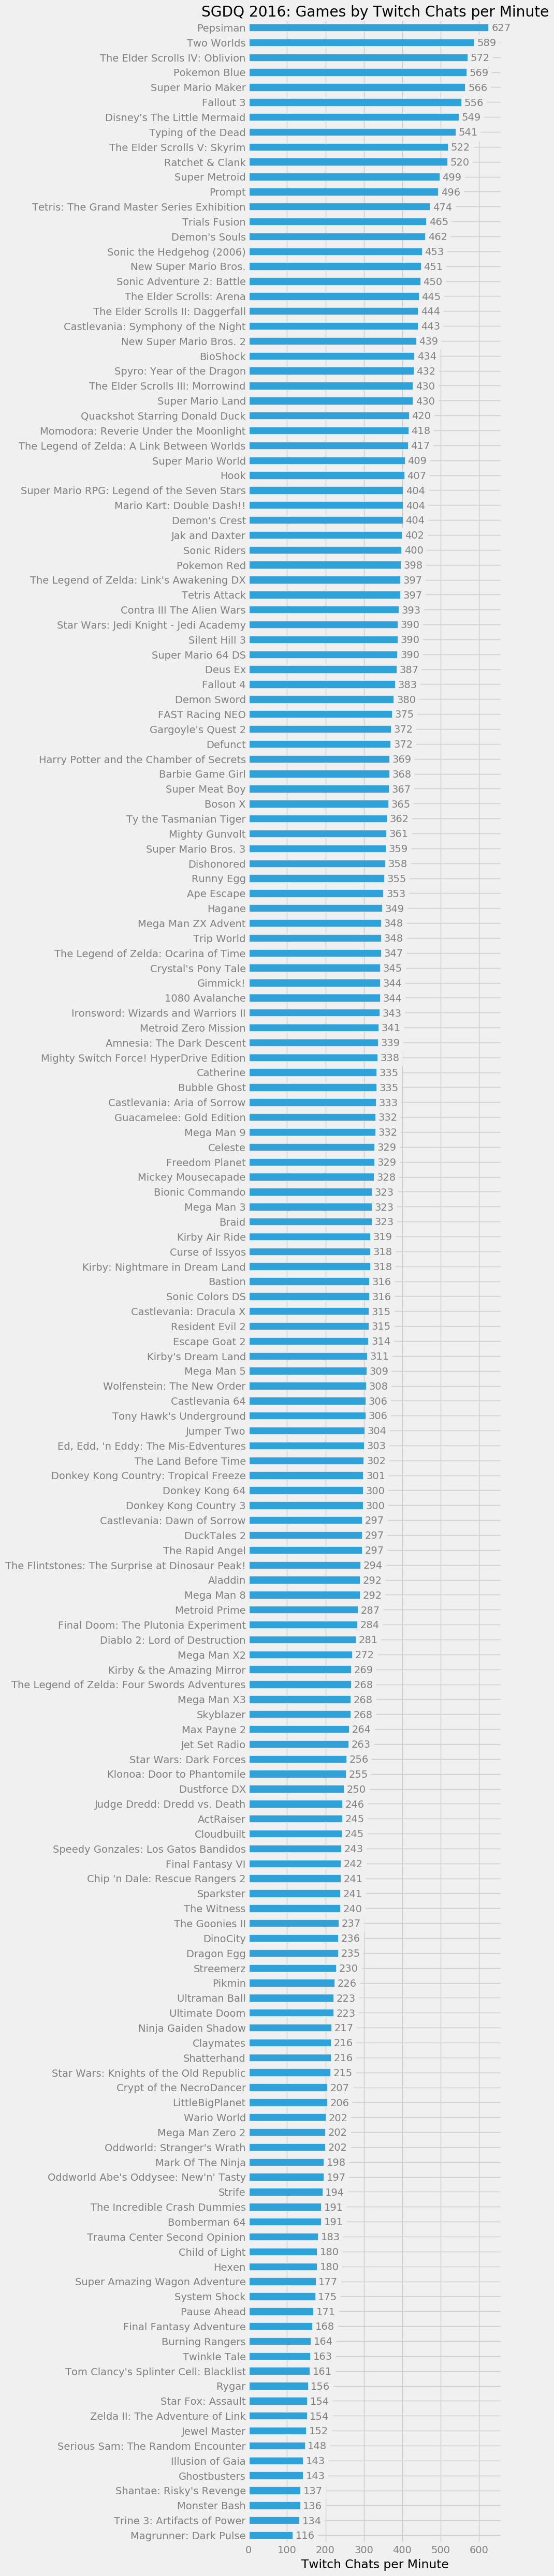 SGDQ 2016: Games by Twitch Chats per Minute
Pepsiman 627
Two Worlds 589
The Elder Scrolls IV: Oblivion 572
Pokemon Blue 569
Super Mario Maker 566
Fallout 3 556
Disney's The Little Mermaid 549
Typing of the Dead 541
The Elder Scrolls V: Skyrim 522
Ratchet & Clank 520
Super Metroid 499
Prompt 496
Tetris: The Grand Master Series Exhibition 474
Trials Fusion 465
Demon's Souls 462
Sonic the Hedgehog (2006) 453
New Super Mario Bros. 451
Sonic Adventure 2: Battle 450
The Elder Scrolls: Arena 445
The Elder Scrolls II: Daggerfall 444
Castlevania: Symphony of the Night 443
New Super Mario Bros. 2 439
BioShock 434
Spyro: Year of the Dragon 432
The Elder Scrolls III: Morrowind 430
Super Mario Land 430
Quackshot Starring Donald Duck 420
Momodora: Reverie Under the Moonlight 418
The Legend of Zelda: A Link Between Worlds 417
Super Mario World 409
Hook 407
Super Mario RPG: Legend of the Seven Stars 404
Mario Kart: Double Dash!! 404
Demon's Crest 404
Jak and Daxter 402
Sonic Riders 400
Pokemon Red 398
The Legend of Zelda: Link's Awakening DX 397
Tetris Attack 397
Contra III The Alien Wars 393
Star Wars: Jedi Knight - Jedi Academy 390
Silent Hill 3 390
Super Mario 64 DS 390
Deus Ex 387
Fallout 4 383
Demon Sword 380
FAST Racing NEO 375
Gargoyle's Quest 2 372
Defunct 372
Harry Potter and the Chamber of Secrets 369
Barbie Game Girl 368
Super Meat Boy 367
Boson X 365
Ty the Tasmanian Tiger 362
Mighty Gunvolt 361
Super Mario Bros. 3 359
Dishonored 358
Runny Egg 355
Ape Escape 353
Hagane 349
Mega Man ZX Advent 348
Trip World 348
The Legend of Zelda: Ocarina of Time 347
Crystal's Pony Tale 345
Gimmick! 344
1080 Avalanche 344
Ironsword: Wizards and Warriors II 343
Metroid Zero Mission 341
Amnesia: The Dark Descent 339
Mighty Switch Force! HyperDrive Edition 338
Catherine 335
Bubble Ghost 335
Castlevania: Aria of Sorrow 333
Guacamelee: Gold Edition 332
Mega Man 9 332
Celeste 329
Freedom Planet 329
Mickey Mousecapade 328
Bionic Commando 323
Mega Man 3 323
Braid 323
Kirby Air Ride 319
Curse of Issyos 318
Kirby: Nightmare in Dream Land 318
Bastion 316
Sonic Colors DS 316
Castlevania: Dracula X 315
Resident Evil 2 315
Escape Goat 2 314
Kirby's Dream Land 311
Mega Man 5 309
Wolfenstein: The New Order 308
Castlevania 64 306
Tony Hawk's Underground 306
Jumper Two 304
Ed, Edd, 'n Eddy: The Mis-Edventures 303
The Land Before Time 302
Donkey Kong Country: Tropical Freeze 301
Donkey Kong 64 300
Donkey Kong Country 3 300
Castlevania: Dawn of Sorrow 297
DuckTales 2 297
The Rapid Angel 297
The Flintstones: The Surprise at Dinosaur Peak! 294
Aladdin 292
Mega Man 8 292
Metroid Prime 287
Final Doom: The Plutonia Experiment 284
Diablo 2: Lord of Destruction 281
Mega Man X2 272
Kirby & the Amazing Mirror 269
The Legend of Zelda: Four Swords Adventures 268
Mega Man X3 268
Skyblazer 268
Max Payne 2 264
Jet Set Radio 263
Star Wars: Dark Forces 256
Klonoa: Door to Phantomile 255
Dustforce DX 250
Judge Dredd: Dredd vs. Death 246
ActRaiser 245
Cloudbuilt 245
Speedy Gonzales: Los Gatos Bandidos 243
Final Fantasy VI 242
Chip 'n Dale: Rescue Rangers 2 241
Sparkster 241
The Witness 240
The Goonies II 237
DinoCity 236
Dragon Egg 235
Streemerz 230
Pikmin 226
Ultraman Ball 223
Ultimate Doom 223
Ninja Gaiden Shadow 217
Claymates 216
Shatterhand 216
Star Wars: Knights of the Old Republic 215
Crypt of the NecroDancer 207
LittleBigPlanet 206
Wario World 202
Mega Man Zero 2 202
Oddworld: Stranger's Wrath 202
Mark Of The Ninja 198
Oddworld Abe's Oddysee: New'n' Tasty 197
Strife 194
The Incredible Crash Dummies 191
Bomberman 64 191
Trauma Center Second Opinion 183
Child of Light 180
Hexen 180
Super Amazing Wagon Adventure 177
System Shock 175
Pause Ahead 171
Final Fantasy Adventure 168
Burning Rangers 164
Twinkle Tale 163
Tom Clancy's Splinter Cell: Blacklist 161
Rygar 156
Star Fox: Assault 154
Zelda II: The Adventure of Link 154
Jewel Master 152
Serious Sam: The Random Encounter 148
Illusion of Gaia 143
Ghostbusters 143
Shantae: Risky's Revenge 137
Monster Bash 136
Trine 3: Artifacts of Power 134
Magrunner: Dark Pulse 116
0 100 200 300 400 500 600
Twitch Chats per Minute